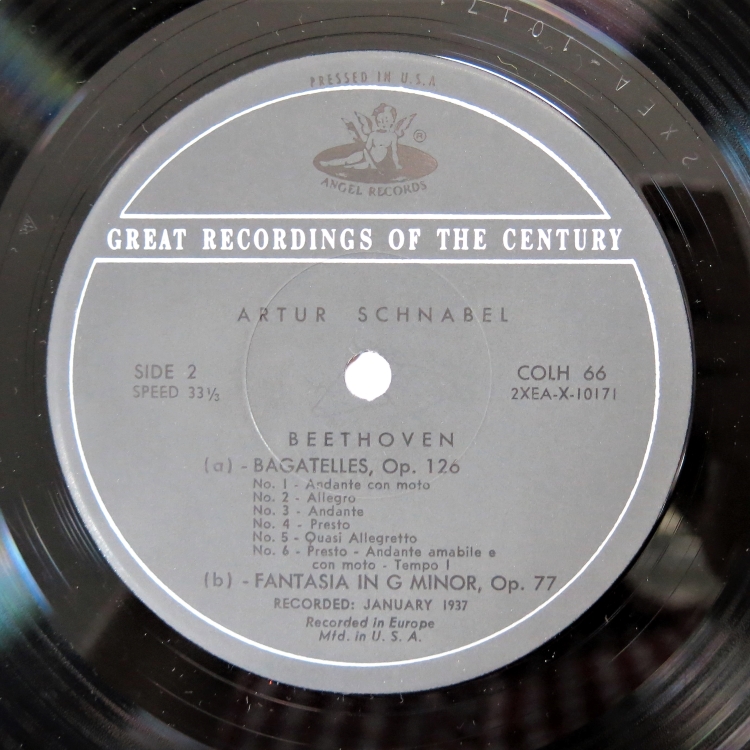 PRESSED IN U.S.A
®
ANGEL RECORDS
GREAT RECORDINGS OF THE CENTURY
ARTUR SCHNABEL
SIDE 2
SPEED 33⅓
COLH 66
2XEA-X-10171
BEETHOVEN
(a) - BAGATELLES, Op. 126
No. 1 - Andante con moto
No. 2 - Allegro
No. 3 - Andante
No. 4 - Presto
No. 5 - Quasi Allegretto
No. 6 - Presto - Andante amabile e
con moto - Tempo I
(b) - FANTASIA IN G MINOR, Op. 77
RECORDED: JANUARY 1937
Recorded in Europe
Mfd. in U. S. A.